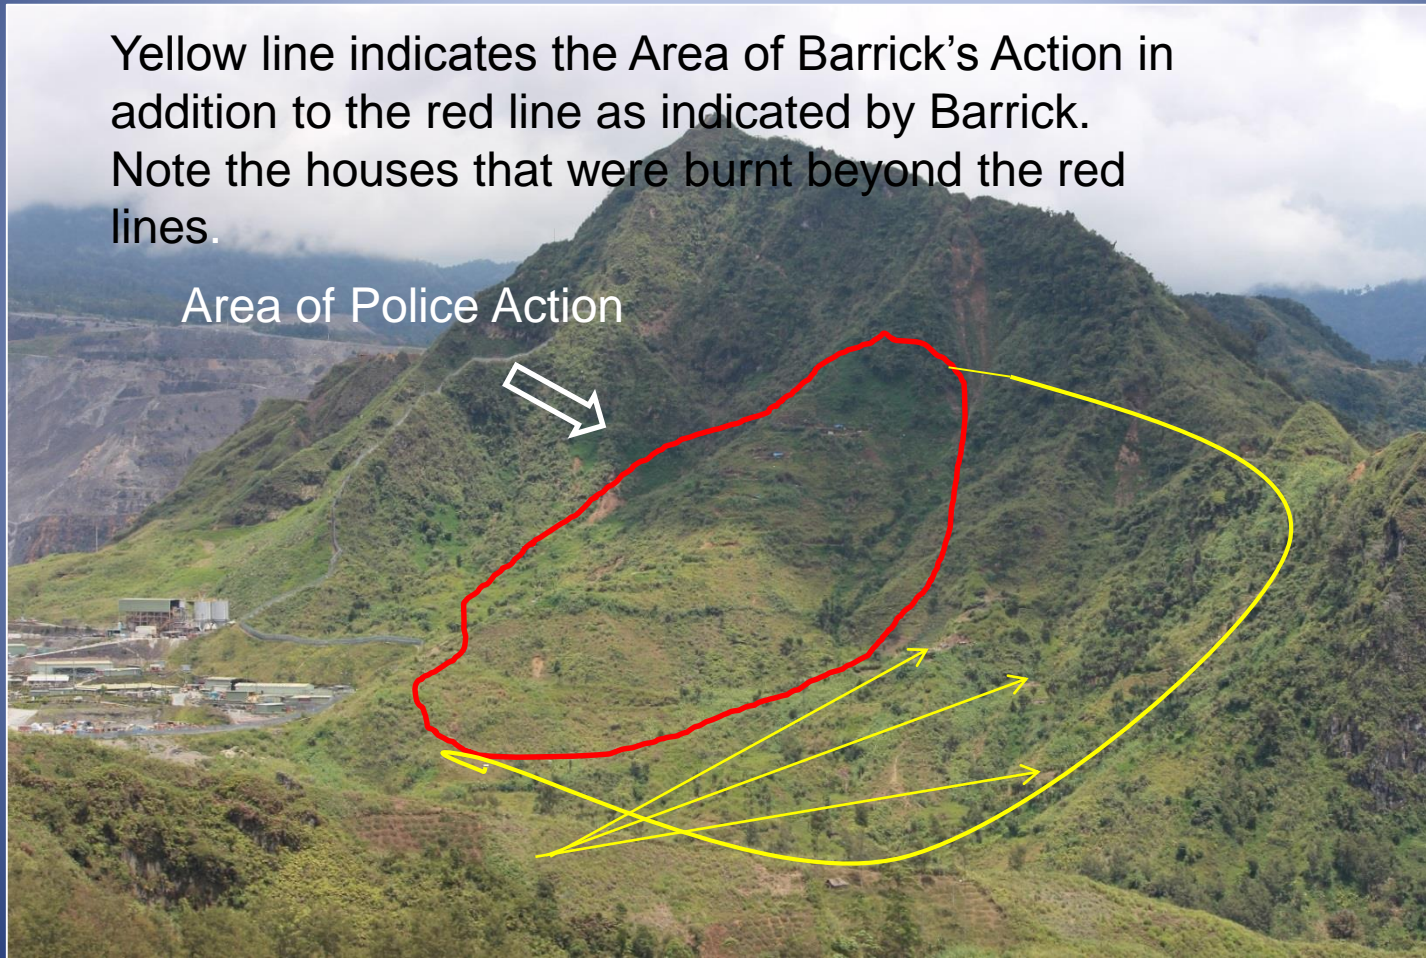 Yellow line indicates the Area of Barrick’s Action in
addition to the red line as indicated by Barrick.
Note the houses that were burnt beyond the red
lines.
Area of Police Action